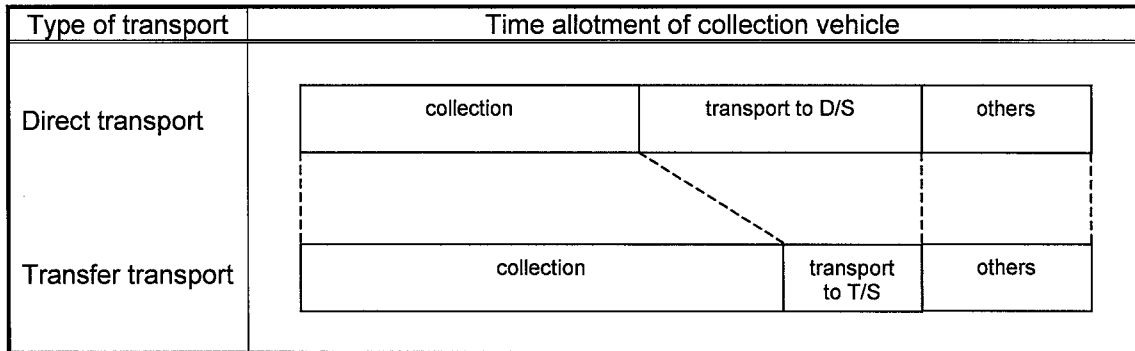 Type of transport
Time allotment of collection vehicle
Direct transport
collection
transport to D/S
others
Transfer transport
collection
transport
to T/S
others